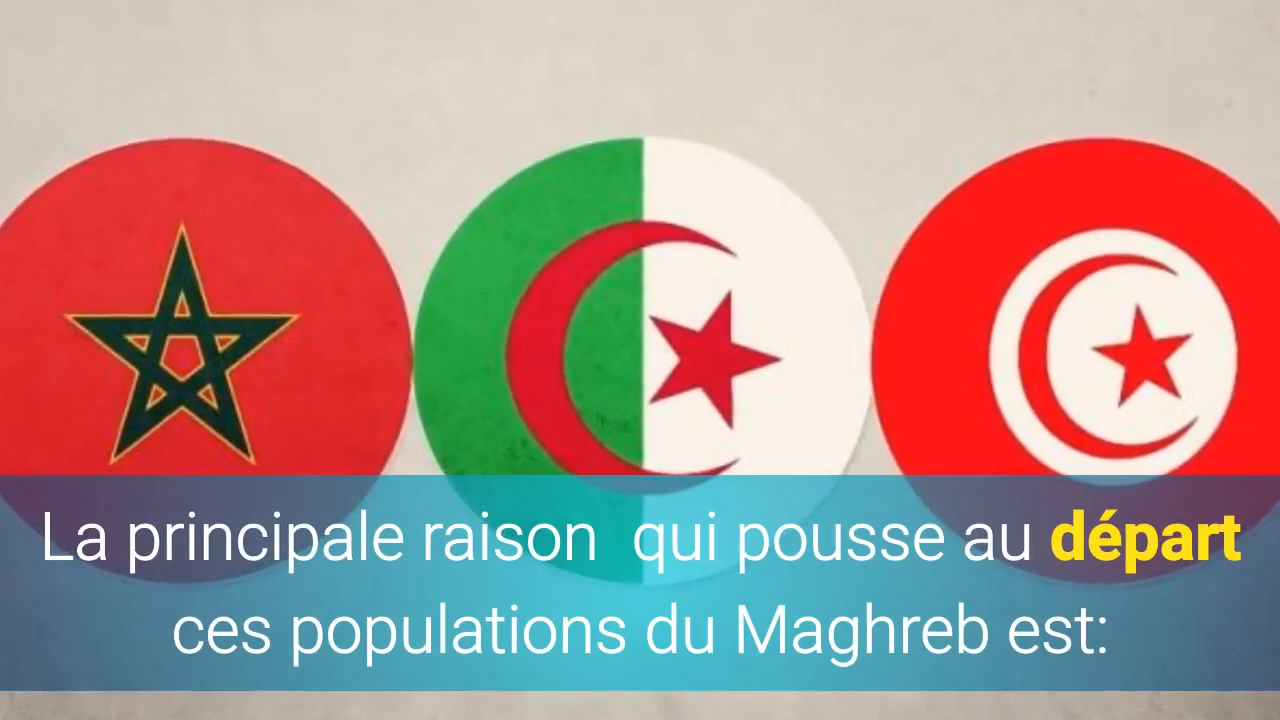 La principale raison qui pousse au départ
ces populations du Maghreb est: